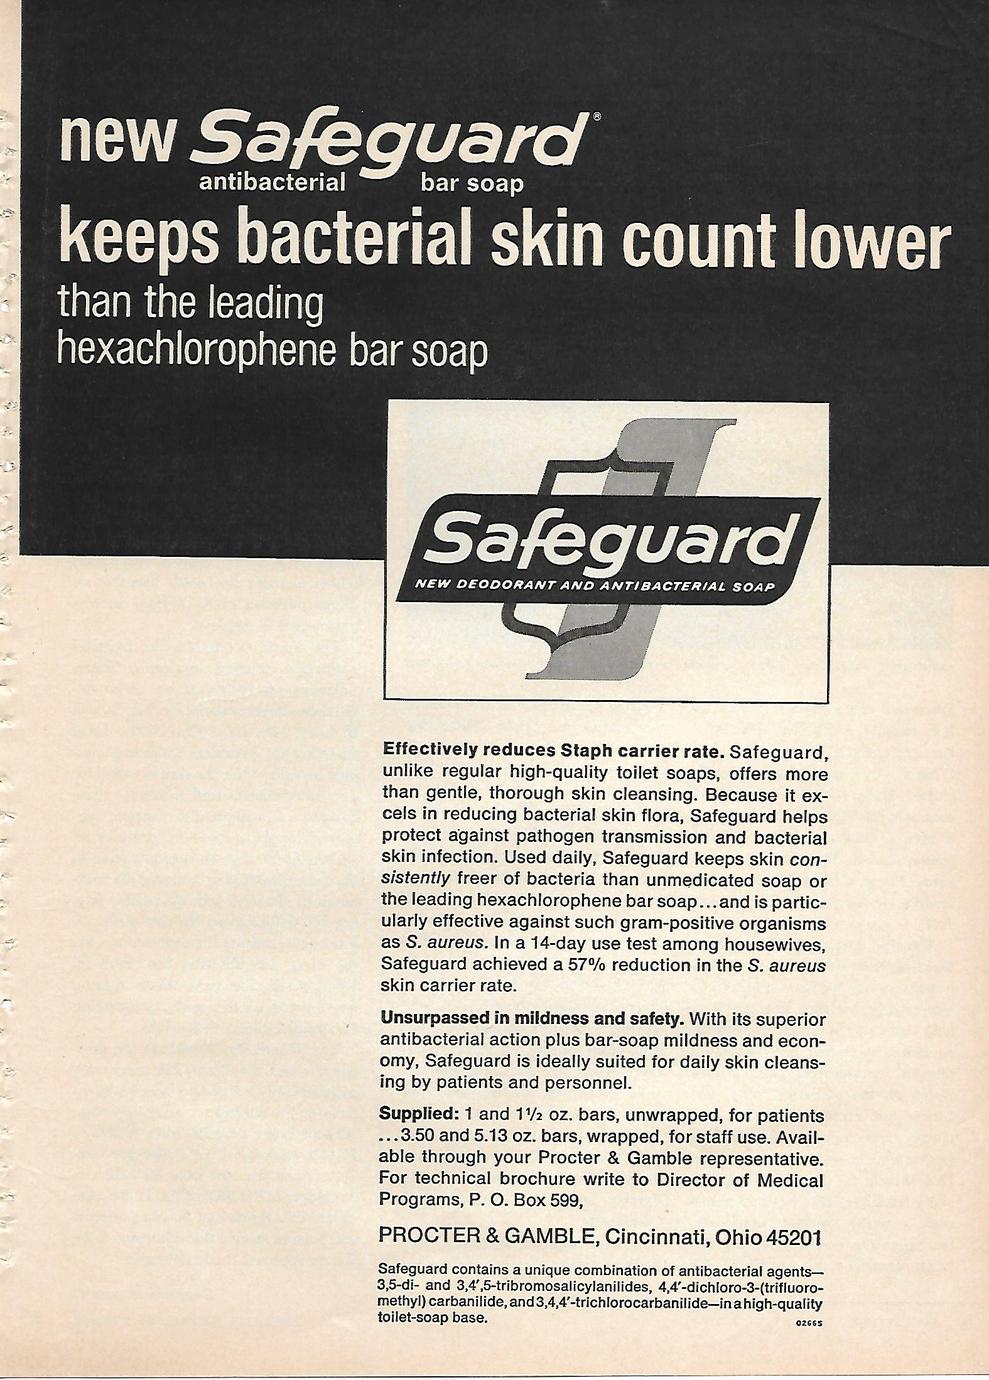 new Safeguard®
antibacterial bar soap
keeps bacterial skin count lower
than the leading
hexachlorophene bar soap
Safeguard
NEW DEODORANT AND ANTIBACTERIAL SOAP
Effectively reduces Staph carrier rate. Safeguard,
unlike regular high-quality toilet soaps, offers more
than gentle, thorough skin cleansing. Because it ex-
cels in reducing bacterial skin flora, Safeguard helps
protect against pathogen transmission and bacterial
skin infection. Used daily, Safeguard keeps skin con-
sistently freer of bacteria than unmedicated soap or
the leading hexachlorophene bar soap...and is partic-
ularly effective against such gram-positive organisms
as S. aureus. In a 14-day use test among housewives,
Safeguard achieved a 57% reduction in the S. aureus
skin carrier rate.
Unsurpassed in mildness and safety. With its superior
antibacterial action plus bar-soap mildness and econ-
omy, Safeguard is ideally suited for daily skin cleans-
ing by patients and personnel.
Supplied: 1 and 1½ oz. bars, unwrapped, for patients
...3.50 and 5.13 oz. bars, wrapped, for staff use. Avail-
able through your Procter & Gamble representative.
For technical brochure write to Director of Medical
Programs, P. O. Box 599,
PROCTER & GAMBLE, Cincinnati, Ohio 45201
Safeguard contains a unique combination of antibacterial agents—
3,5-di- and 3,4′,5-tribromosalicylanilides, 4,4′-dichloro-3-(trifluoro-
methyl) carbanilide, and 3,4,4′-trichlorocarbanilide—in a high-quality
toilet-soap base.
02665